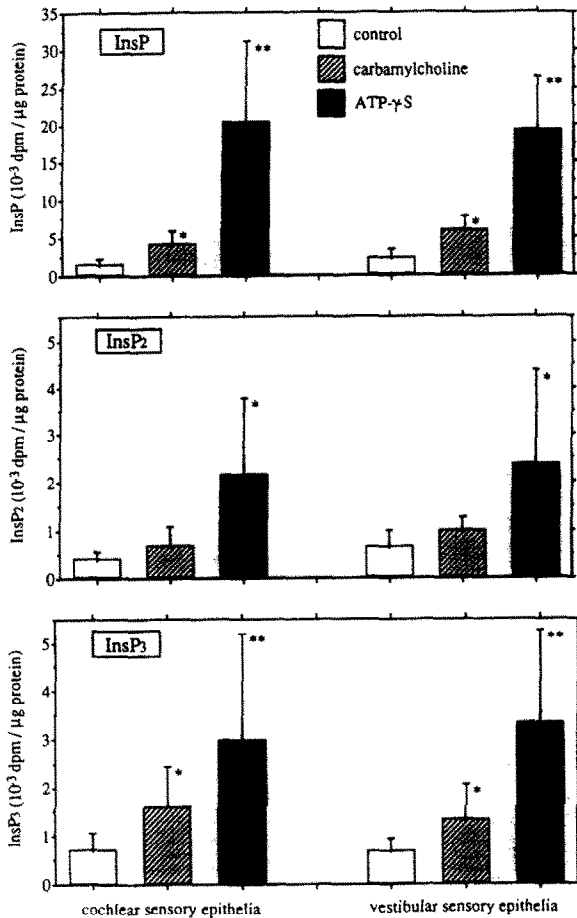 InsP
control
carbamylcholine
ATP-γS
InsP (10⁻³ dpm / μg protein)
35
30
25
20
15
10
5
0
*
**
*
**
InsP₂
InsP₂ (10⁻³ dpm / μg protein)
5
4
3
2
1
0
*
*
InsP₃
InsP₃ (10⁻³ dpm / μg protein)
5
4
3
2
1
0
*
**
*
**
cochlear sensory epithelia
vestibular sensory epithelia